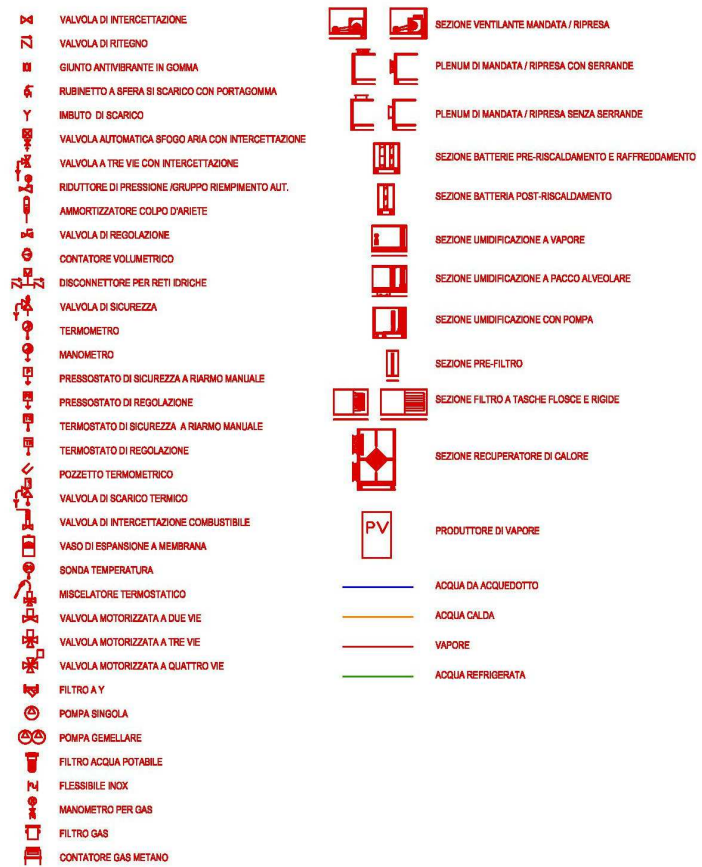 VALVOLA DI INTERCETTAZIONE
VALVOLA DI RITEGNO
GIUNTO ANTIVIBRANTE IN GOMMA
RUBINETTO A SFERA SI SCARICO CON PORTAGOMMA
IMBUTO DI SCARICO
VALVOLA AUTOMATICA SFOGO ARIA CON INTERCETTAZIONE
VALVOLA A TRE VIE CON INTERCETTAZIONE
RIDUTTORE DI PRESSIONE /GRUPPO RIEMPIMENTO AUT.
AMMORTIZZATORE COLPO D'ARIETE
VALVOLA DI REGOLAZIONE
CONTATORE VOLUMETRICO
DISCONNETTORE PER RETI IDRICHE
VALVOLA DI SICUREZZA
TERMOMETRO
MANOMETRO
PRESSOSTATO DI SICUREZZA A RIARMO MANUALE
PRESSOSTATO DI REGOLAZIONE
TERMOSTATO DI SICUREZZA A RIARMO MANUALE
TERMOSTATO DI REGOLAZIONE
POZZETTO TERMOMETRICO
VALVOLA DI SCARICO TERMICO
VALVOLA DI INTERCETTAZIONE COMBUSTIBILE
VASO DI ESPANSIONE A MEMBRANA
SONDA TEMPERATURA
MISCELATORE TERMOSTATICO
VALVOLA MOTORIZZATA A DUE VIE
VALVOLA MOTORIZZATA A TRE VIE
VALVOLA MOTORIZZATA A QUATTRO VIE
FILTRO A Y
POMPA SINGOLA
POMPA GEMELLARE
FILTRO ACQUA POTABILE
FLESSIBILE INOX
MANOMETRO PER GAS
FILTRO GAS
CONTATORE GAS METANO
SEZIONE VENTILANTE MANDATA / RIPRESA
PLENUM DI MANDATA / RIPRESA CON SERRANDE
PLENUM DI MANDATA / RIPRESA SENZA SERRANDE
SEZIONE BATTERIE PRE-RISCALDAMENTO E RAFFREDDAMENTO
SEZIONE BATTERIA POST-RISCALDAMENTO
SEZIONE UMIDIFICAZIONE A VAPORE
SEZIONE UMIDIFICAZIONE A PACCO ALVEOLARE
SEZIONE UMIDIFICAZIONE CON POMPA
SEZIONE PRE-FILTRO
SEZIONE FILTRO A TASCHE FLOSCE E RIGIDE
SEZIONE RECUPERATORE DI CALORE
PV
PRODUTTORE DI VAPORE
ACQUA DA ACQUEDOTTO
ACQUA CALDA
VAPORE
ACQUA REFRIGERATA